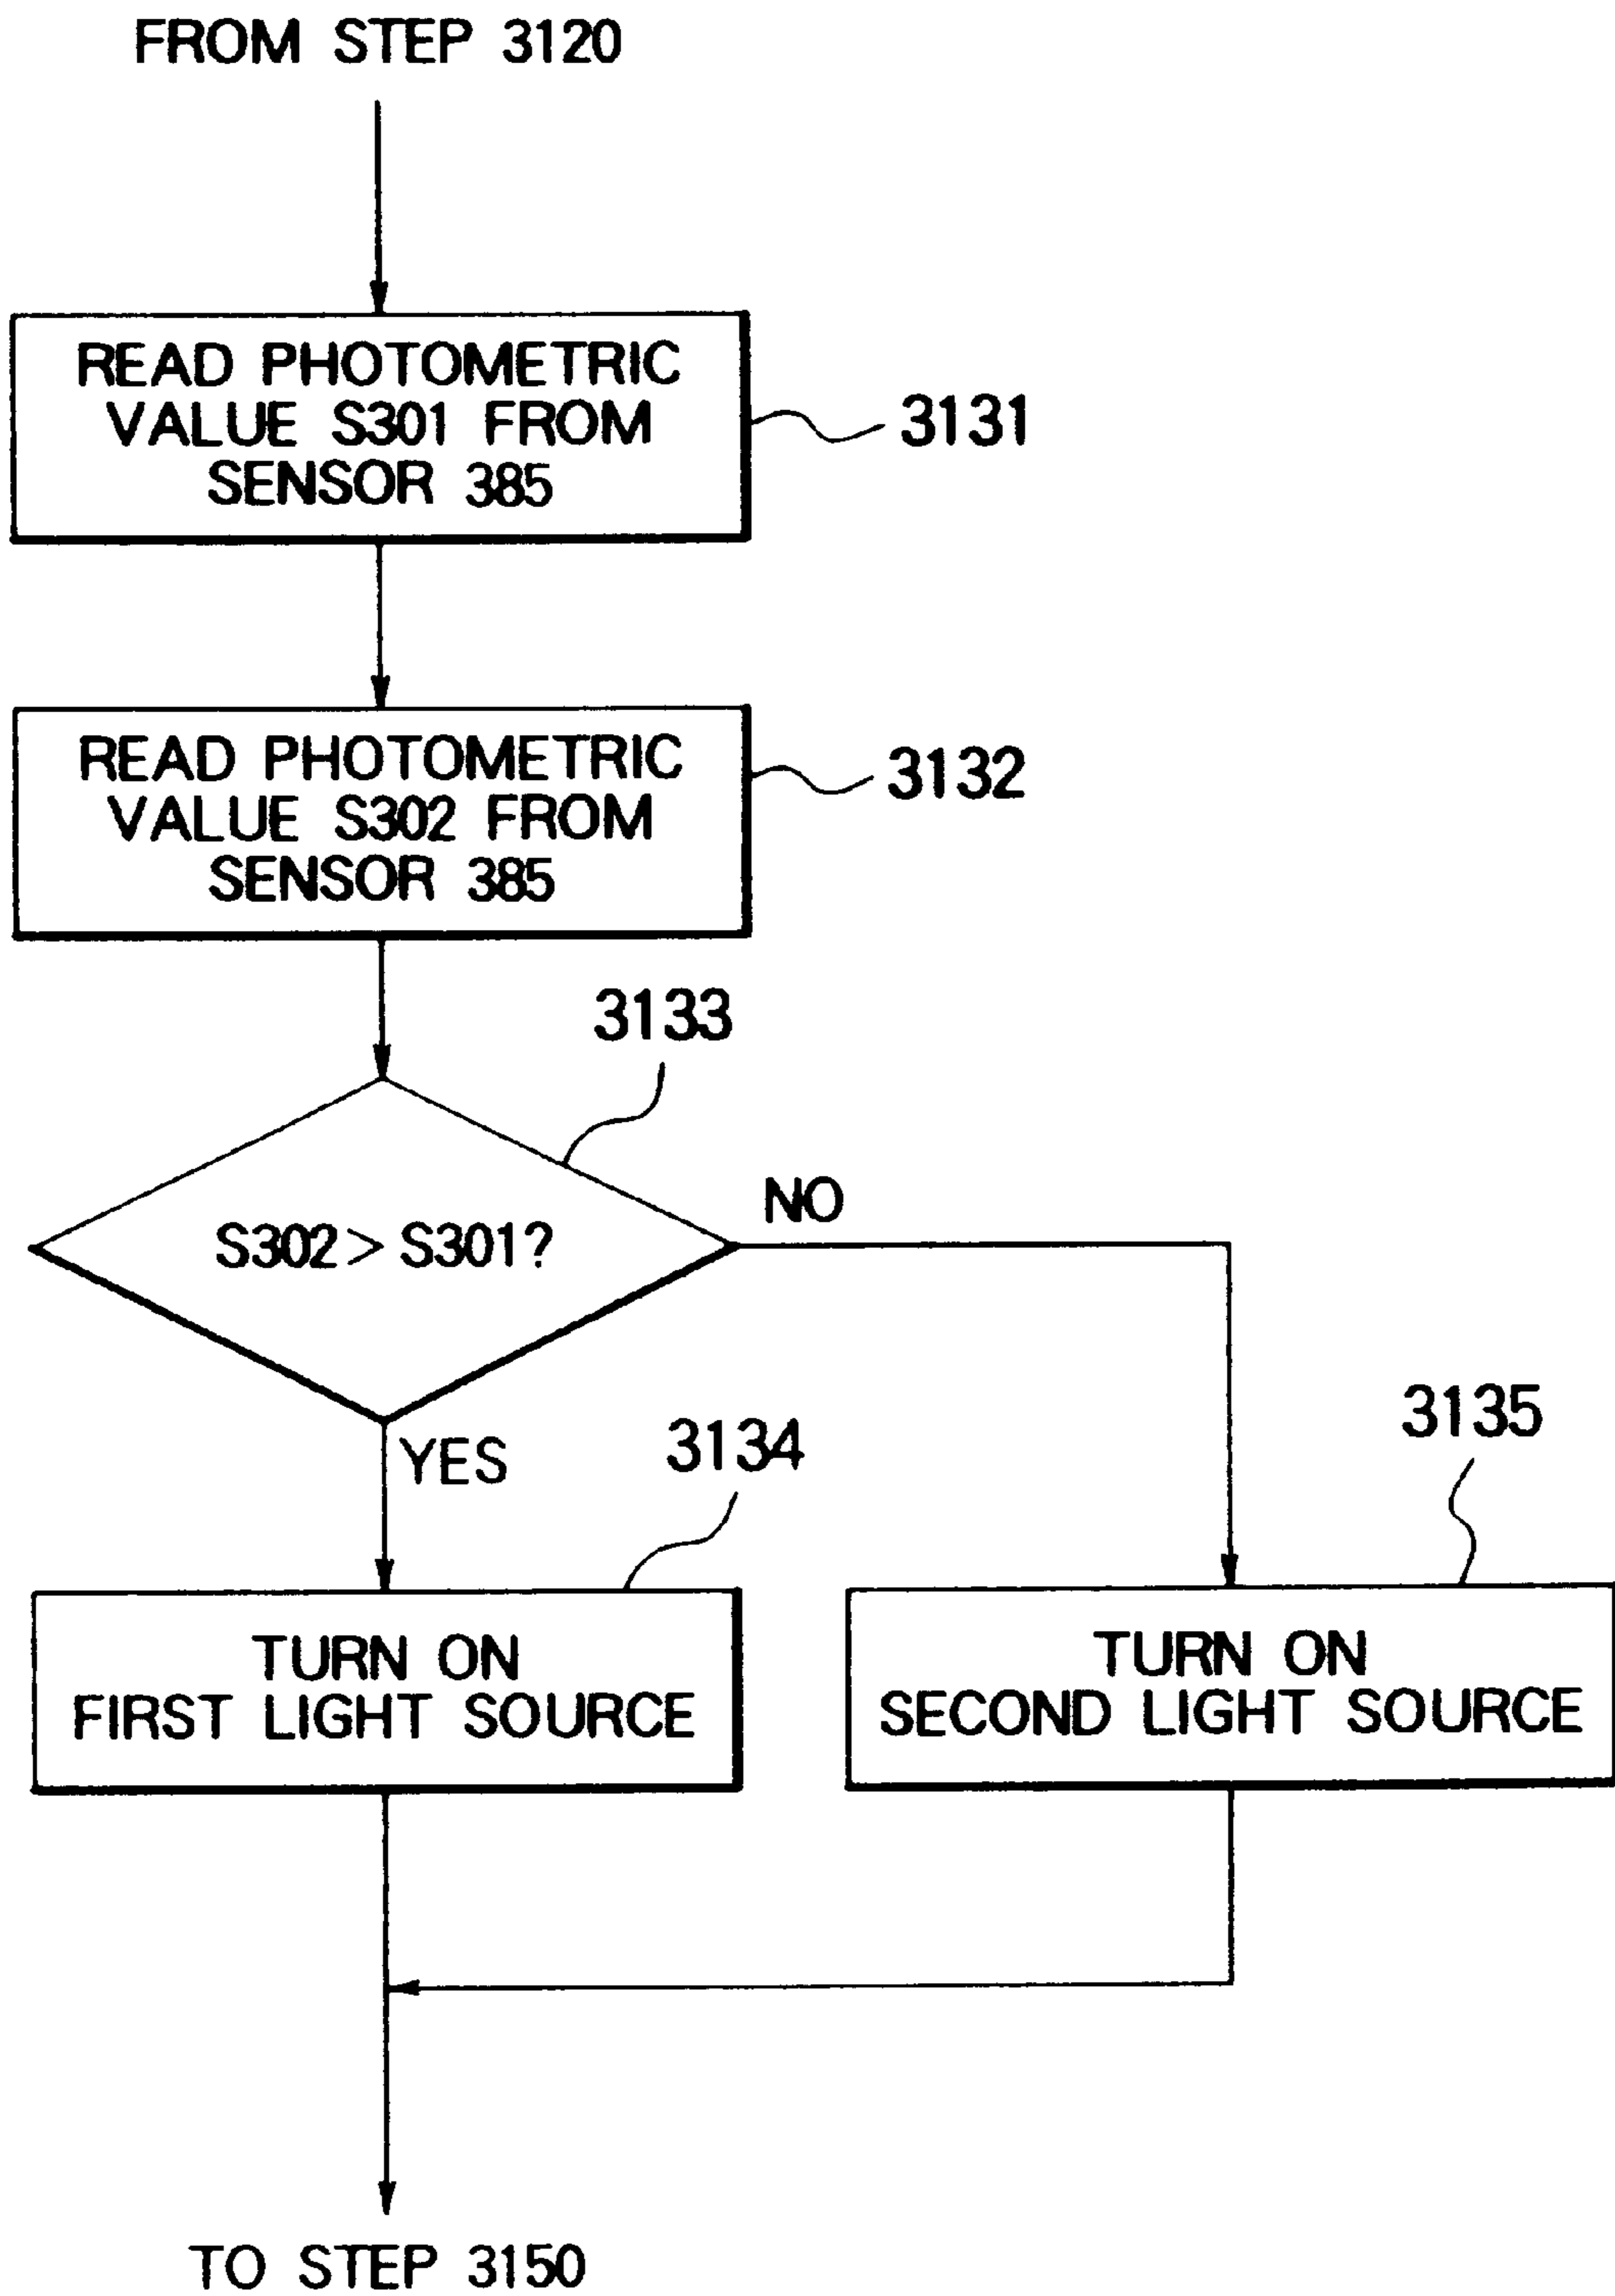 FROM STEP 3120
READ PHOTOMETRIC
VALUE S301 FROM
SENSOR 385
3131
READ PHOTOMETRIC
VALUE S302 FROM
SENSOR 385
3132
3133
S302 > S301?
NO
YES
3134
3135
TURN ON
FIRST LIGHT SOURCE
TURN ON
SECOND LIGHT SOURCE
TO STEP 3150